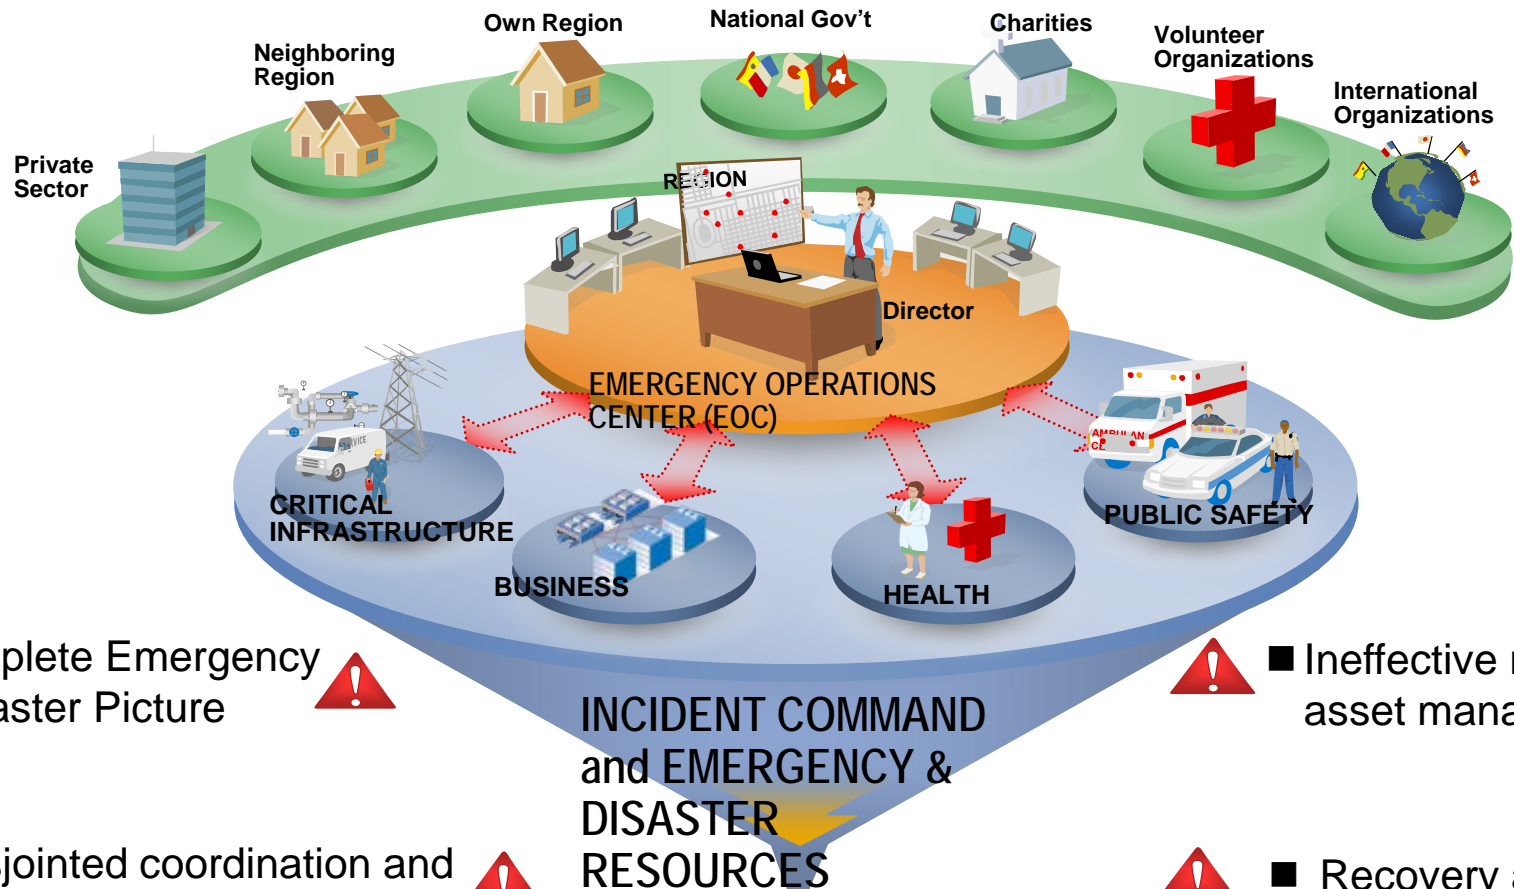 Own Region
National Gov't
Charities
Volunteer
Organizations
Neighboring
Region
International
Organizations
Private
Sector
REGION
Director
EMERGENCY OPERATIONS
CENTER (EOC)
AMBULAN
CE
CRITICAL
INFRASTRUCTURE
PUBLIC SAFETY
BUSINESS
HEALTH
plete Emergency
aster Picture
Ineffective
asset mana
INCIDENT COMMAND
and EMERGENCY &
DISASTER
RESOURCES
jointed coordination and
Recovery a